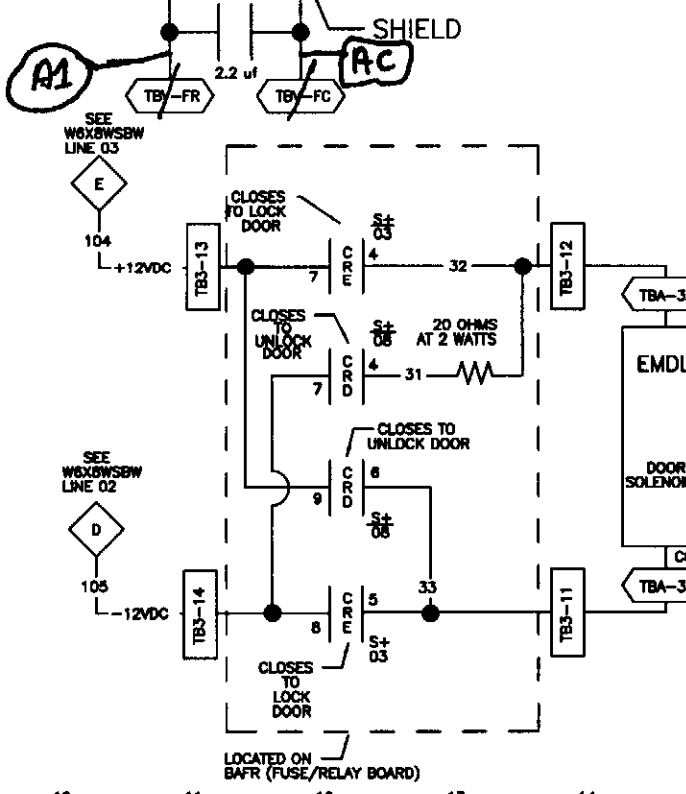 SHIELD
2.2 uf
A1
AC
TBV-FR
TBV-FC
SEE
W6X8WSBW
LINE 03
E
104
+12VDC
TB3-13
CLOSES
TO LOCK
DOOR
S+
03
7
CRE
4
32
TB3-12
TBA-3
CLOSES
TO
UNLOCK
DOOR
S+
08
20 OHMS
AT 2 WATTS
7
CRD
4
31
EMDL
DOOR
SOLENOI
CLOSES TO
UNLOCK DOOR
9
CRD
6
S+
08
SEE
W6X8WSBW
LINE 02
D
105
-12VDC
TB3-14
8
CRE
5
S+
03
33
TB3-11
TBA-3
CLOSES
TO
LOCK
DOOR
LOCATED ON
BAFR (FUSE/RELAY BOARD)